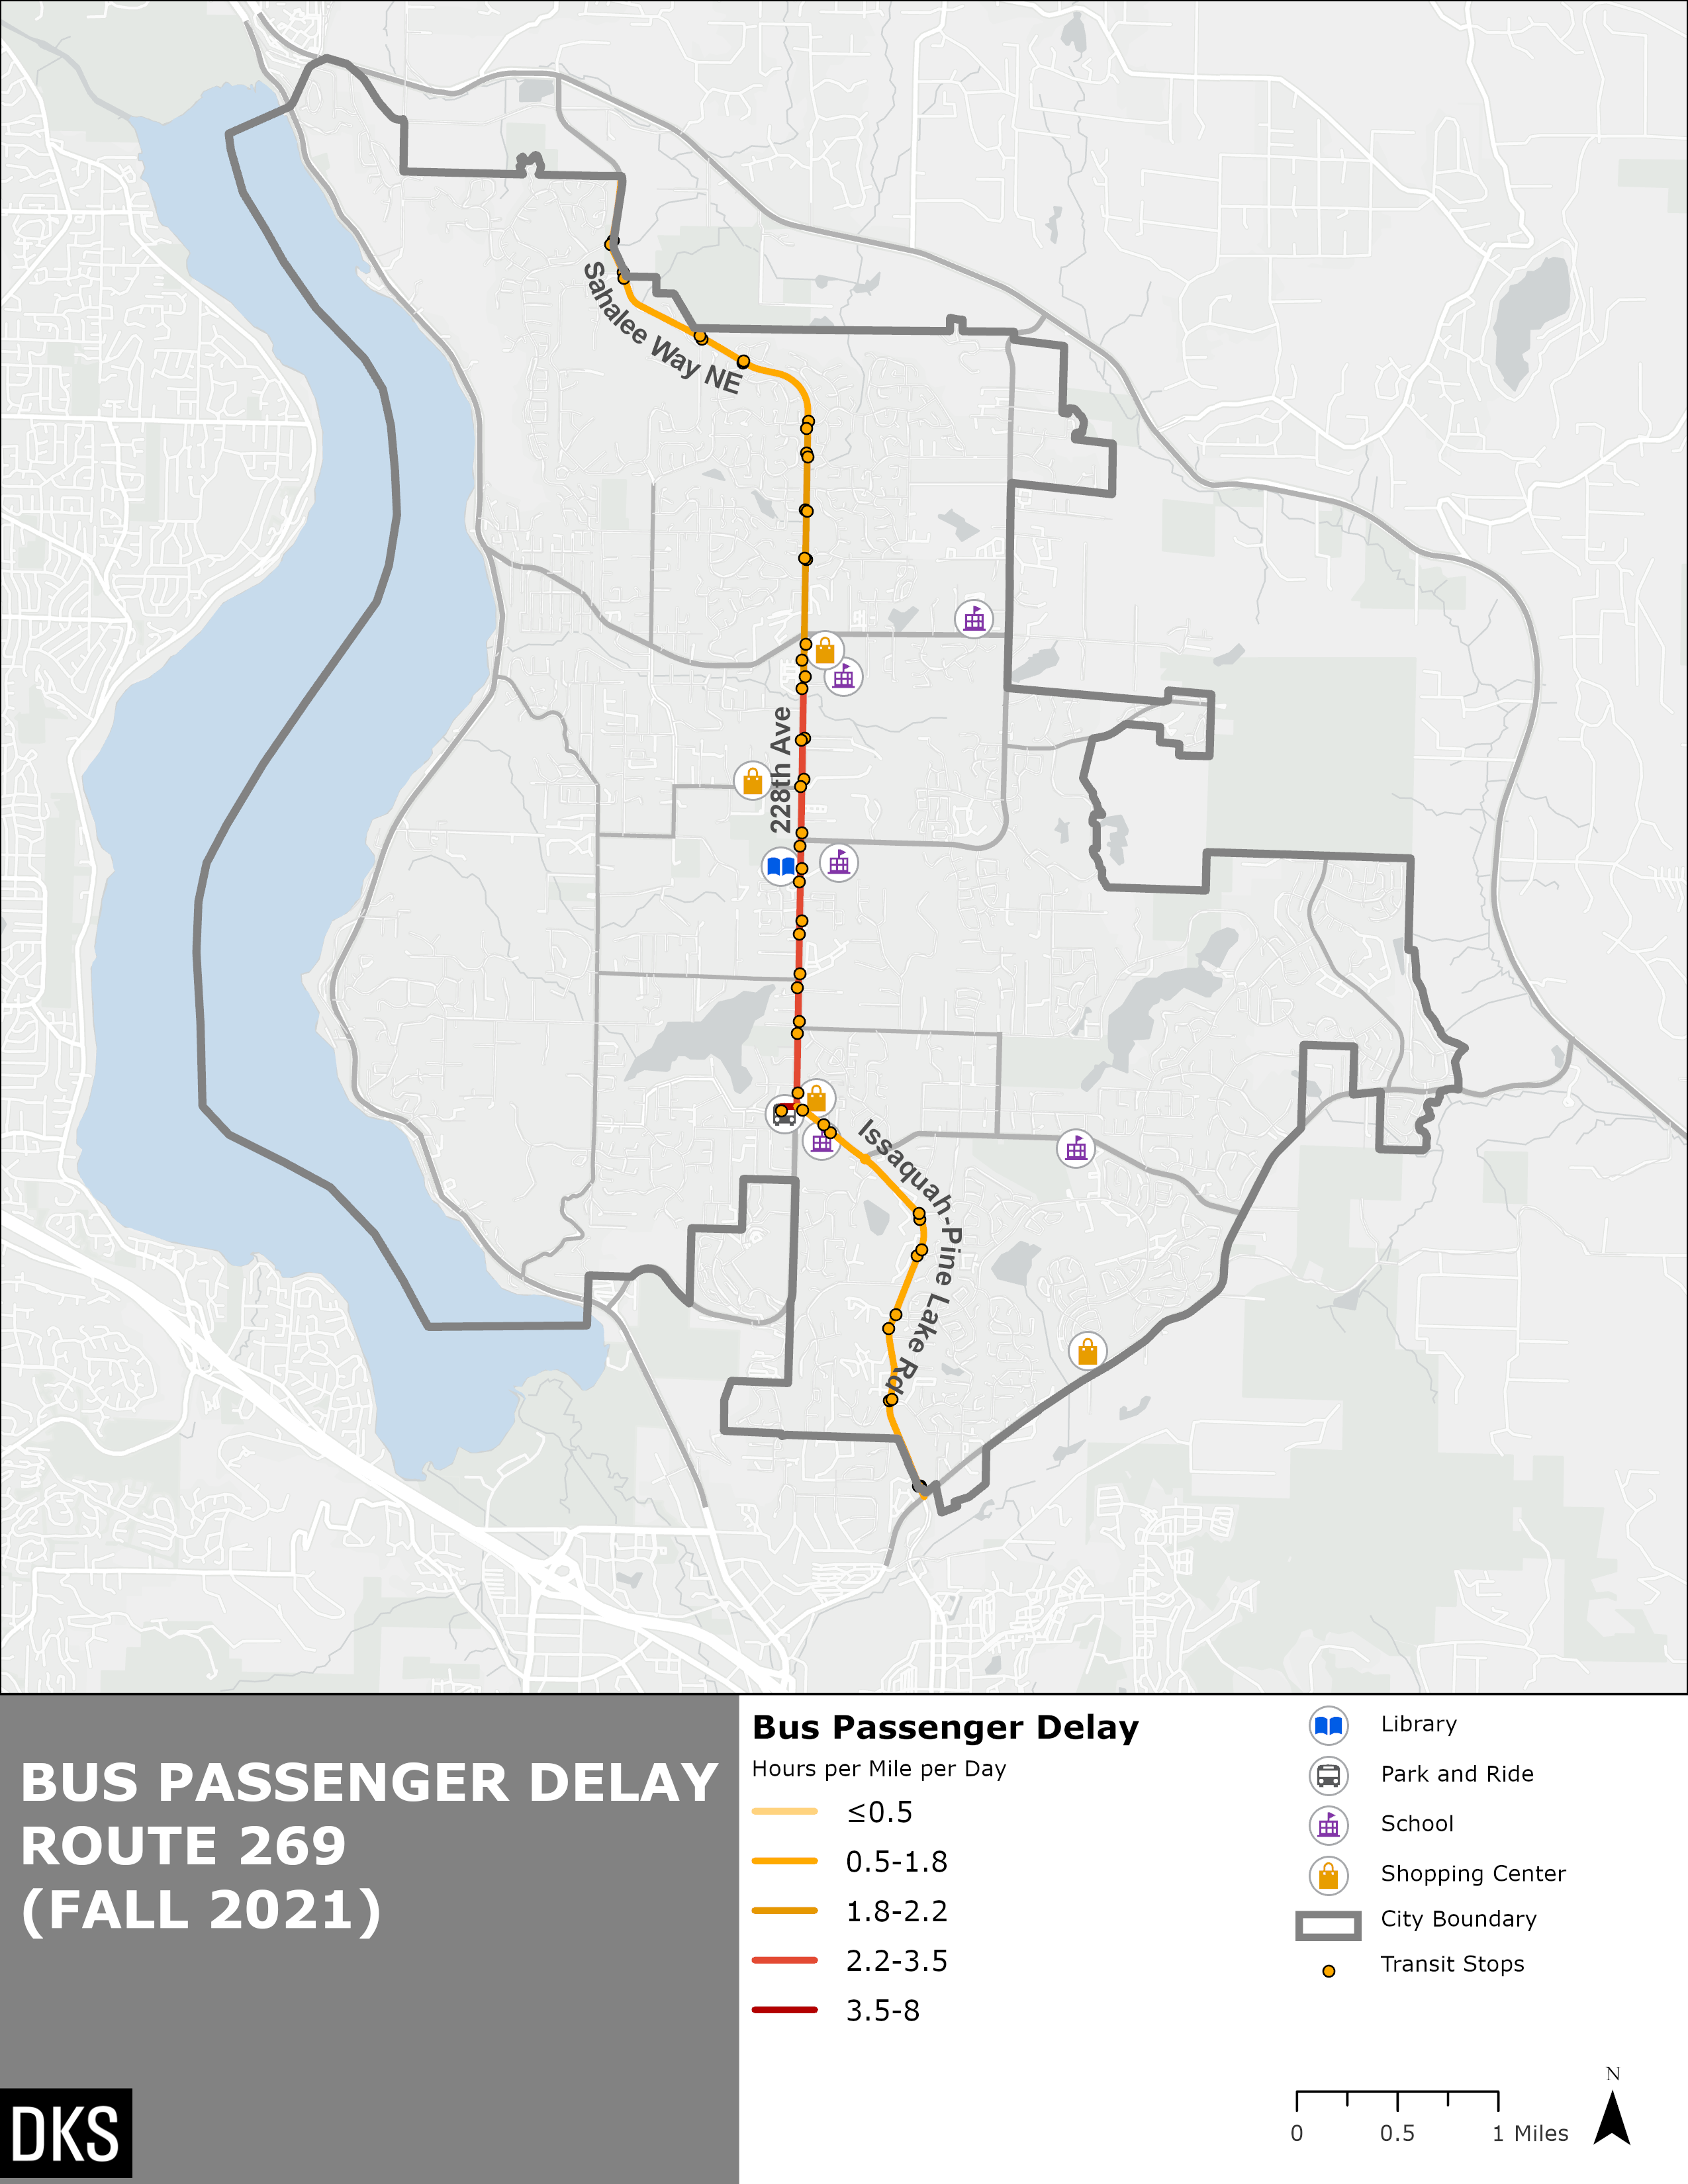 Sahalee Way NE
228th Ave
Issaquah-Pine Lake Rd
BUS PASSENGER DELAY
ROUTE 269
(FALL 2021)
DKS
Bus Passenger Delay
Hours per Mile per Day
≤0.5
0.5-1.8
1.8-2.2
2.2-3.5
3.5-8
Library
Park and Ride
School
Shopping Center
City Boundary
Transit Stops
N
0 0.5 1 Miles